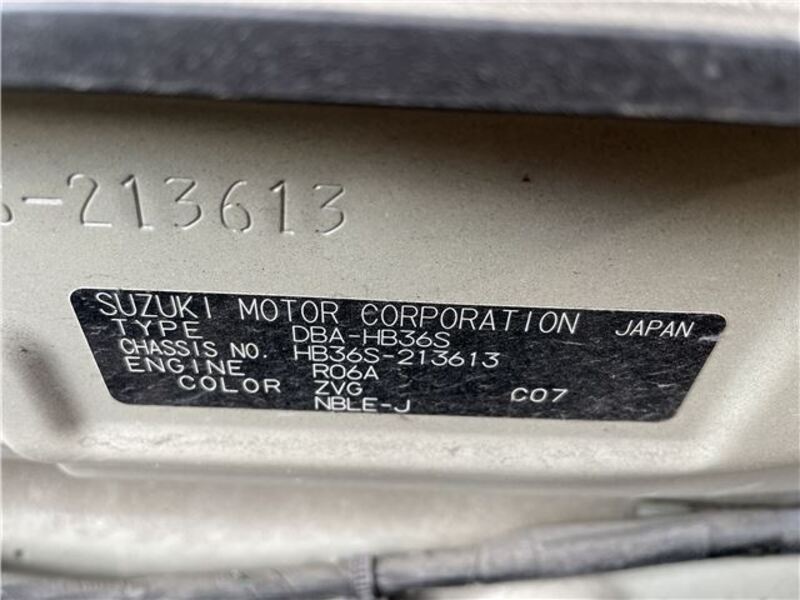 -213613
SUZUKI MOTOR CORPORATION JAPAN
TYPE DBA-HB36S
CHASSIS NO. HB36S-213613
ENGINE R06A
COLOR ZVG C07
NBLE-J